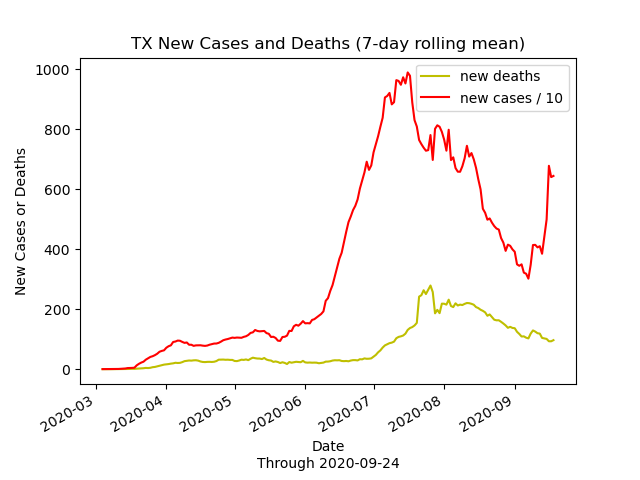 TX New Cases and Deaths (7-day rolling mean)
new deaths
new cases / 10
1000
800
600
400
200
0
New Cases or Deaths
2020-03
2020-04
2020-05
2020-06
2020-07
2020-08
2020-09
Date
Through 2020-09-24